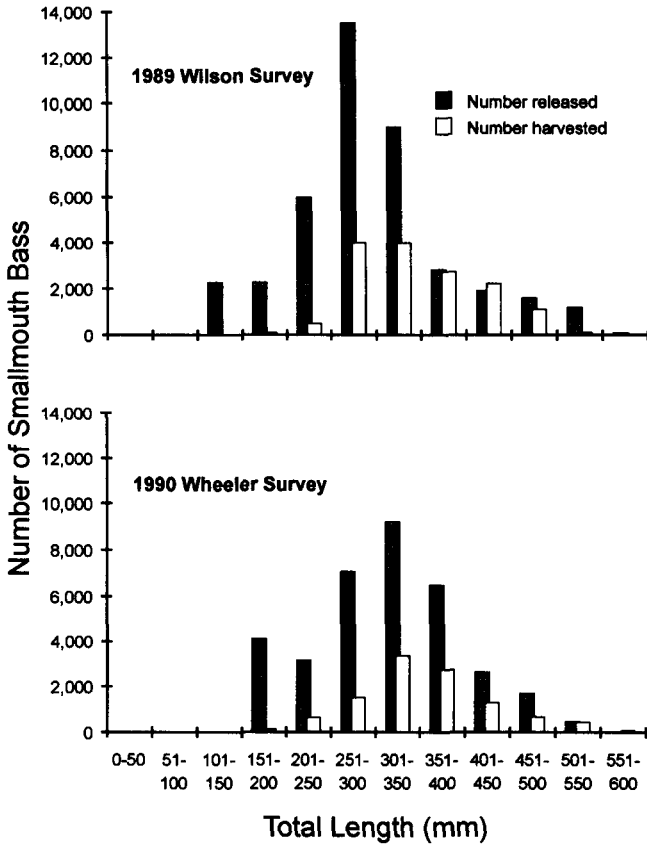 Number of Smallmouth Bass
14,000
12,000
10,000
8,000
6,000
4,000
2,000
0
1989 Wilson Survey
Number released
Number harvested
14,000
12,000
10,000
8,000
6,000
4,000
2,000
0
1990 Wheeler Survey
0-50 51- 101- 151- 201- 251- 301- 351- 401- 451- 501- 551-
100 150 200 250 300 350 400 450 500 550 600
Total Length (mm)